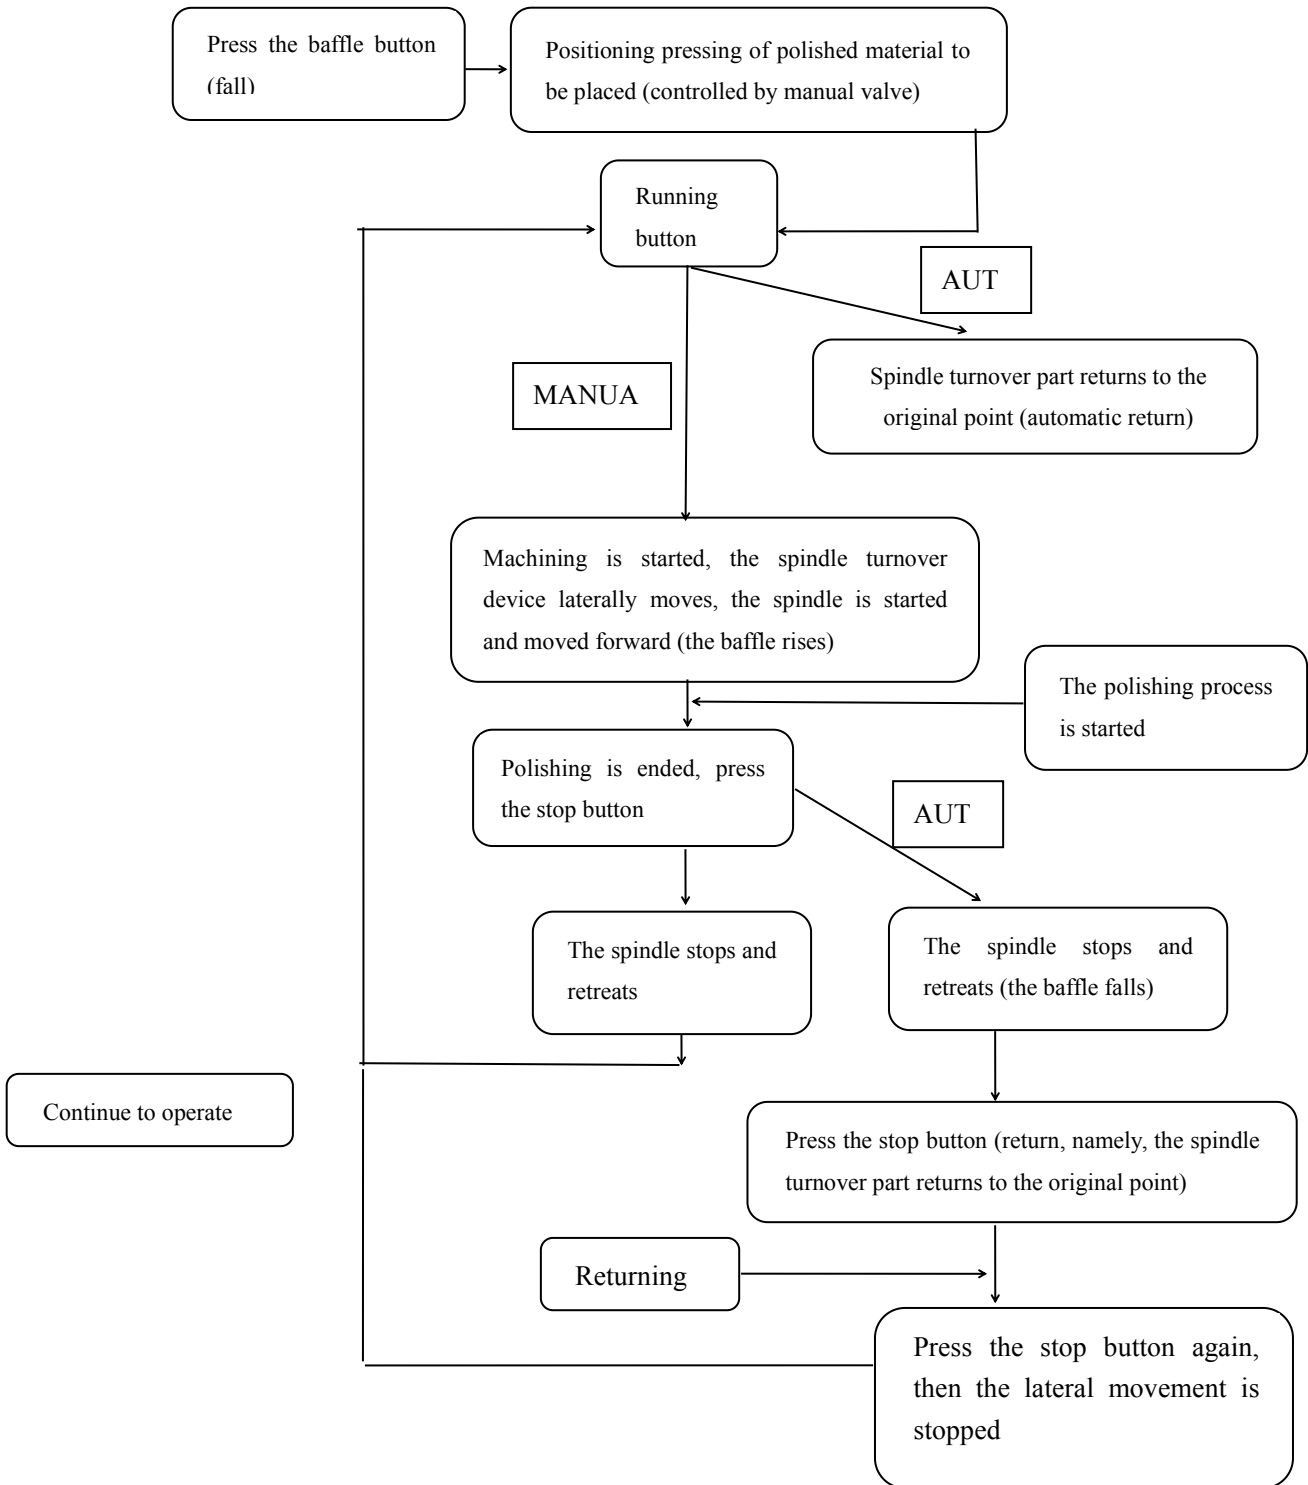 Press the baffle button
(fall)
Positioning pressing of polished material to
be placed (controlled by manual valve)
Running
button
AUT
MANUA
Spindle turnover part returns to the
original point (automatic return)
Machining is started, the spindle turnover
device laterally moves, the spindle is started
and moved forward (the baffle rises)
The polishing process
is started
Polishing is ended, press
the stop button
AUT
The spindle stops and
retreats
The spindle stops and
retreats (the baffle falls)
Continue to operate
Press the stop button (return, namely, the spindle
turnover part returns to the original point)
Returning
Press the stop button again,
then the lateral movement is
stopped